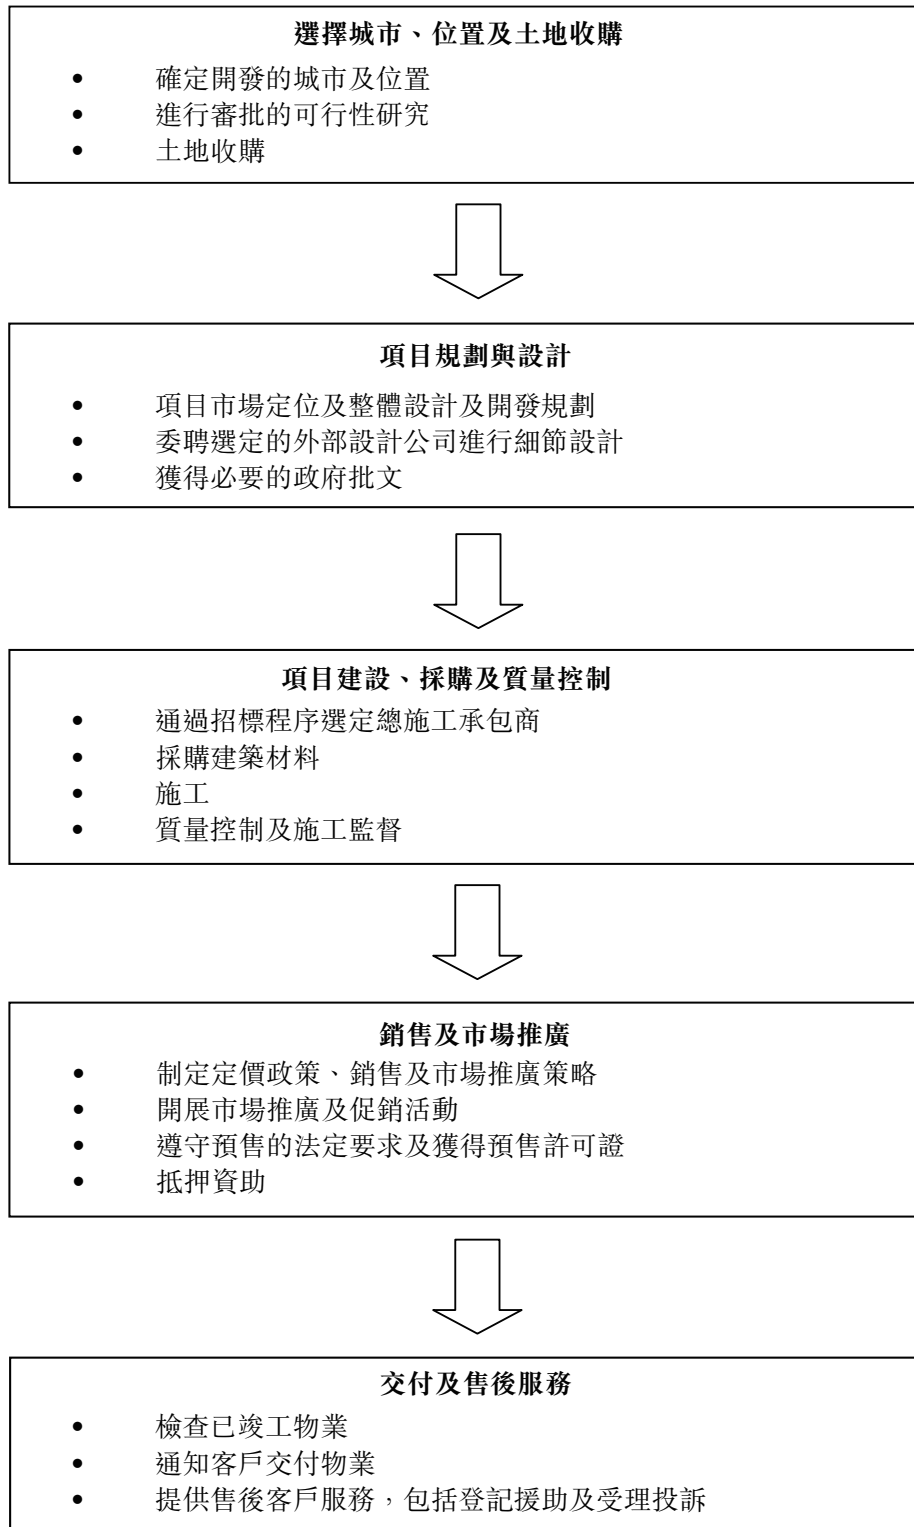 選擇城市、位置及土地收購
• 確定開發的城市及位置
• 進行審批的可行性研究
• 土地收購
項目規劃與設計
• 項目市場定位及整體設計及開發規劃
• 委聘選定的外部設計公司進行細節設計
• 獲得必要的政府批文
項目建設、採購及質量控制
• 通過招標程序選定總施工承包商
• 採購建築材料
• 施工
• 質量控制及施工監督
銷售及市場推廣
• 制定定價政策、銷售及市場推廣策略
• 開展市場推廣及促銷活動
• 遵守預售的法定要求及獲得預售許可證
• 抵押資助
交付及售後服務
• 檢查已竣工物業
• 通知客戶交付物業
• 提供售後客戶服務，包括登記援助及受理投訴